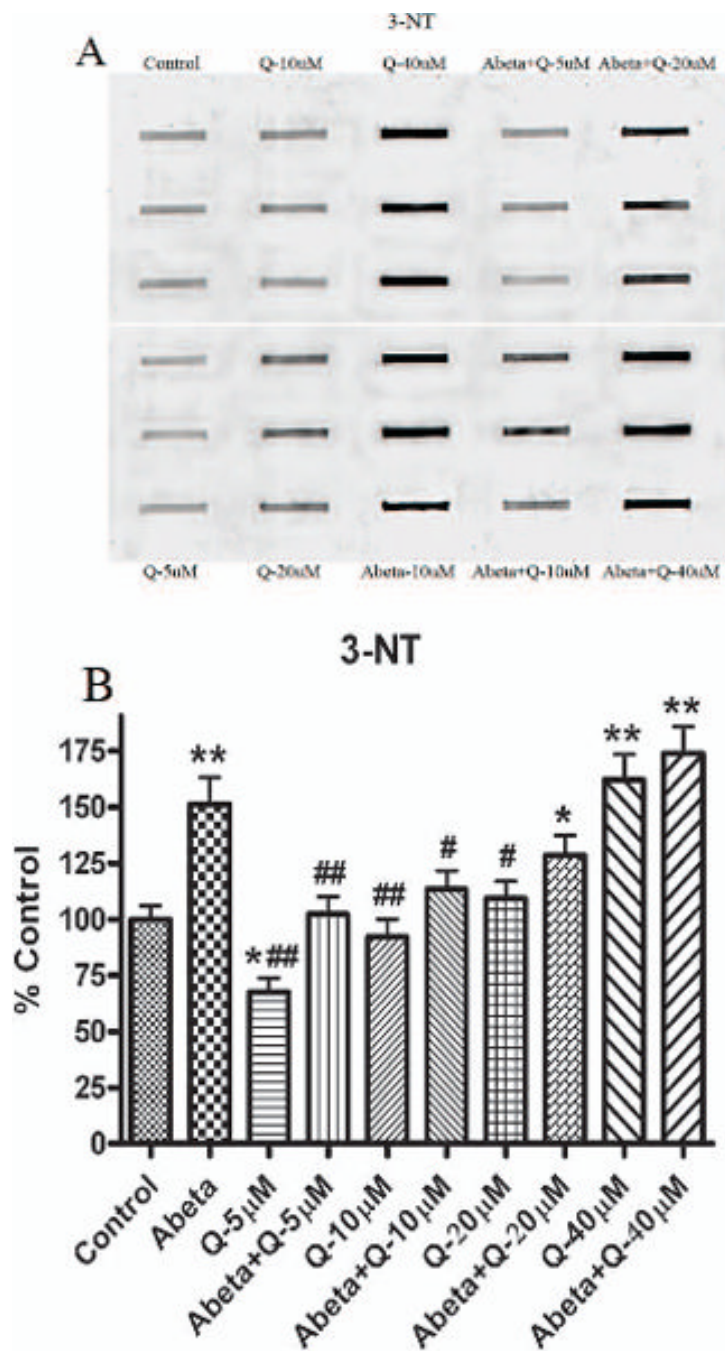 3-NT
A
Control Q-10uM Q-40uM Abeta+Q-5uM Abeta+Q-20uM
Q-5uM Q-20uM Abeta-10uM Abeta+Q-10uM Abeta+Q-40uM
3-NT
B
% Control
175
150
125
100
75
50
25
0
**
*##
##
##
#
#
*
**
**
Control
Abeta
Q-5μM
Abeta+Q-5μM
Q-10μM
Abeta+Q-10μM
Q-20μM
Abeta+Q-20μM
Q-40μM
Abeta+Q-40μM